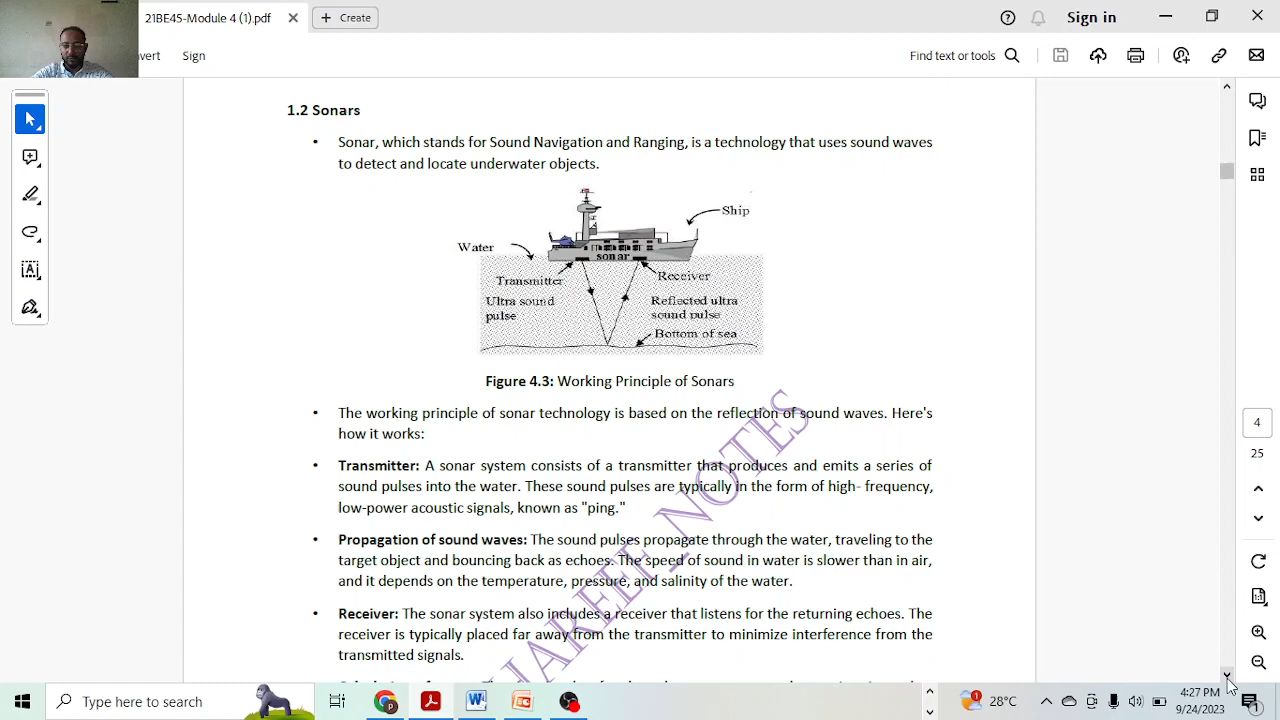 21BE45-Module 4 (1).pdf
Create
Sign in
vert
Sign
Find text or tools
1.2 Sonars
• Sonar, which stands for Sound Navigation and Ranging, is a technology that uses sound waves
to detect and locate underwater objects.
Ship
Water
sonar
Transmitter
Receiver
Ultra sound
pulse
Reflected ultra
sound pulse
Bottom of sea
Figure 4.3: Working Principle of Sonars
• The working principle of sonar technology is based on the reflection of sound waves. Here's
how it works:
• Transmitter: A sonar system consists of a transmitter that produces and emits a series of
sound pulses into the water. These sound pulses are typically in the form of high- frequency,
low-power acoustic signals, known as "ping."
• Propagation of sound waves: The sound pulses propagate through the water, traveling to the
target object and bouncing back as echoes. The speed of sound in water is slower than in air,
and it depends on the temperature, pressure, and salinity of the water.
• Receiver: The sonar system also includes a receiver that listens for the returning echoes. The
receiver is typically placed far away from the transmitter to minimize interference from the
transmitted signals.
HAREEF_NOTES
4
25
Type here to search
1
28°C
4:27 PM
9/24/2023
1